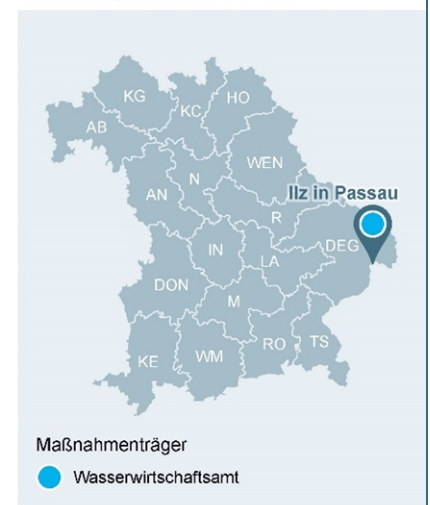 KG
KC
HO
AB
WEN
N
AN
Ilz in Passau
R
DEG
IN
LA
DON
M
RO
TS
KE
WM
Maßnahmenträger
Wasserwirtschaftsamt